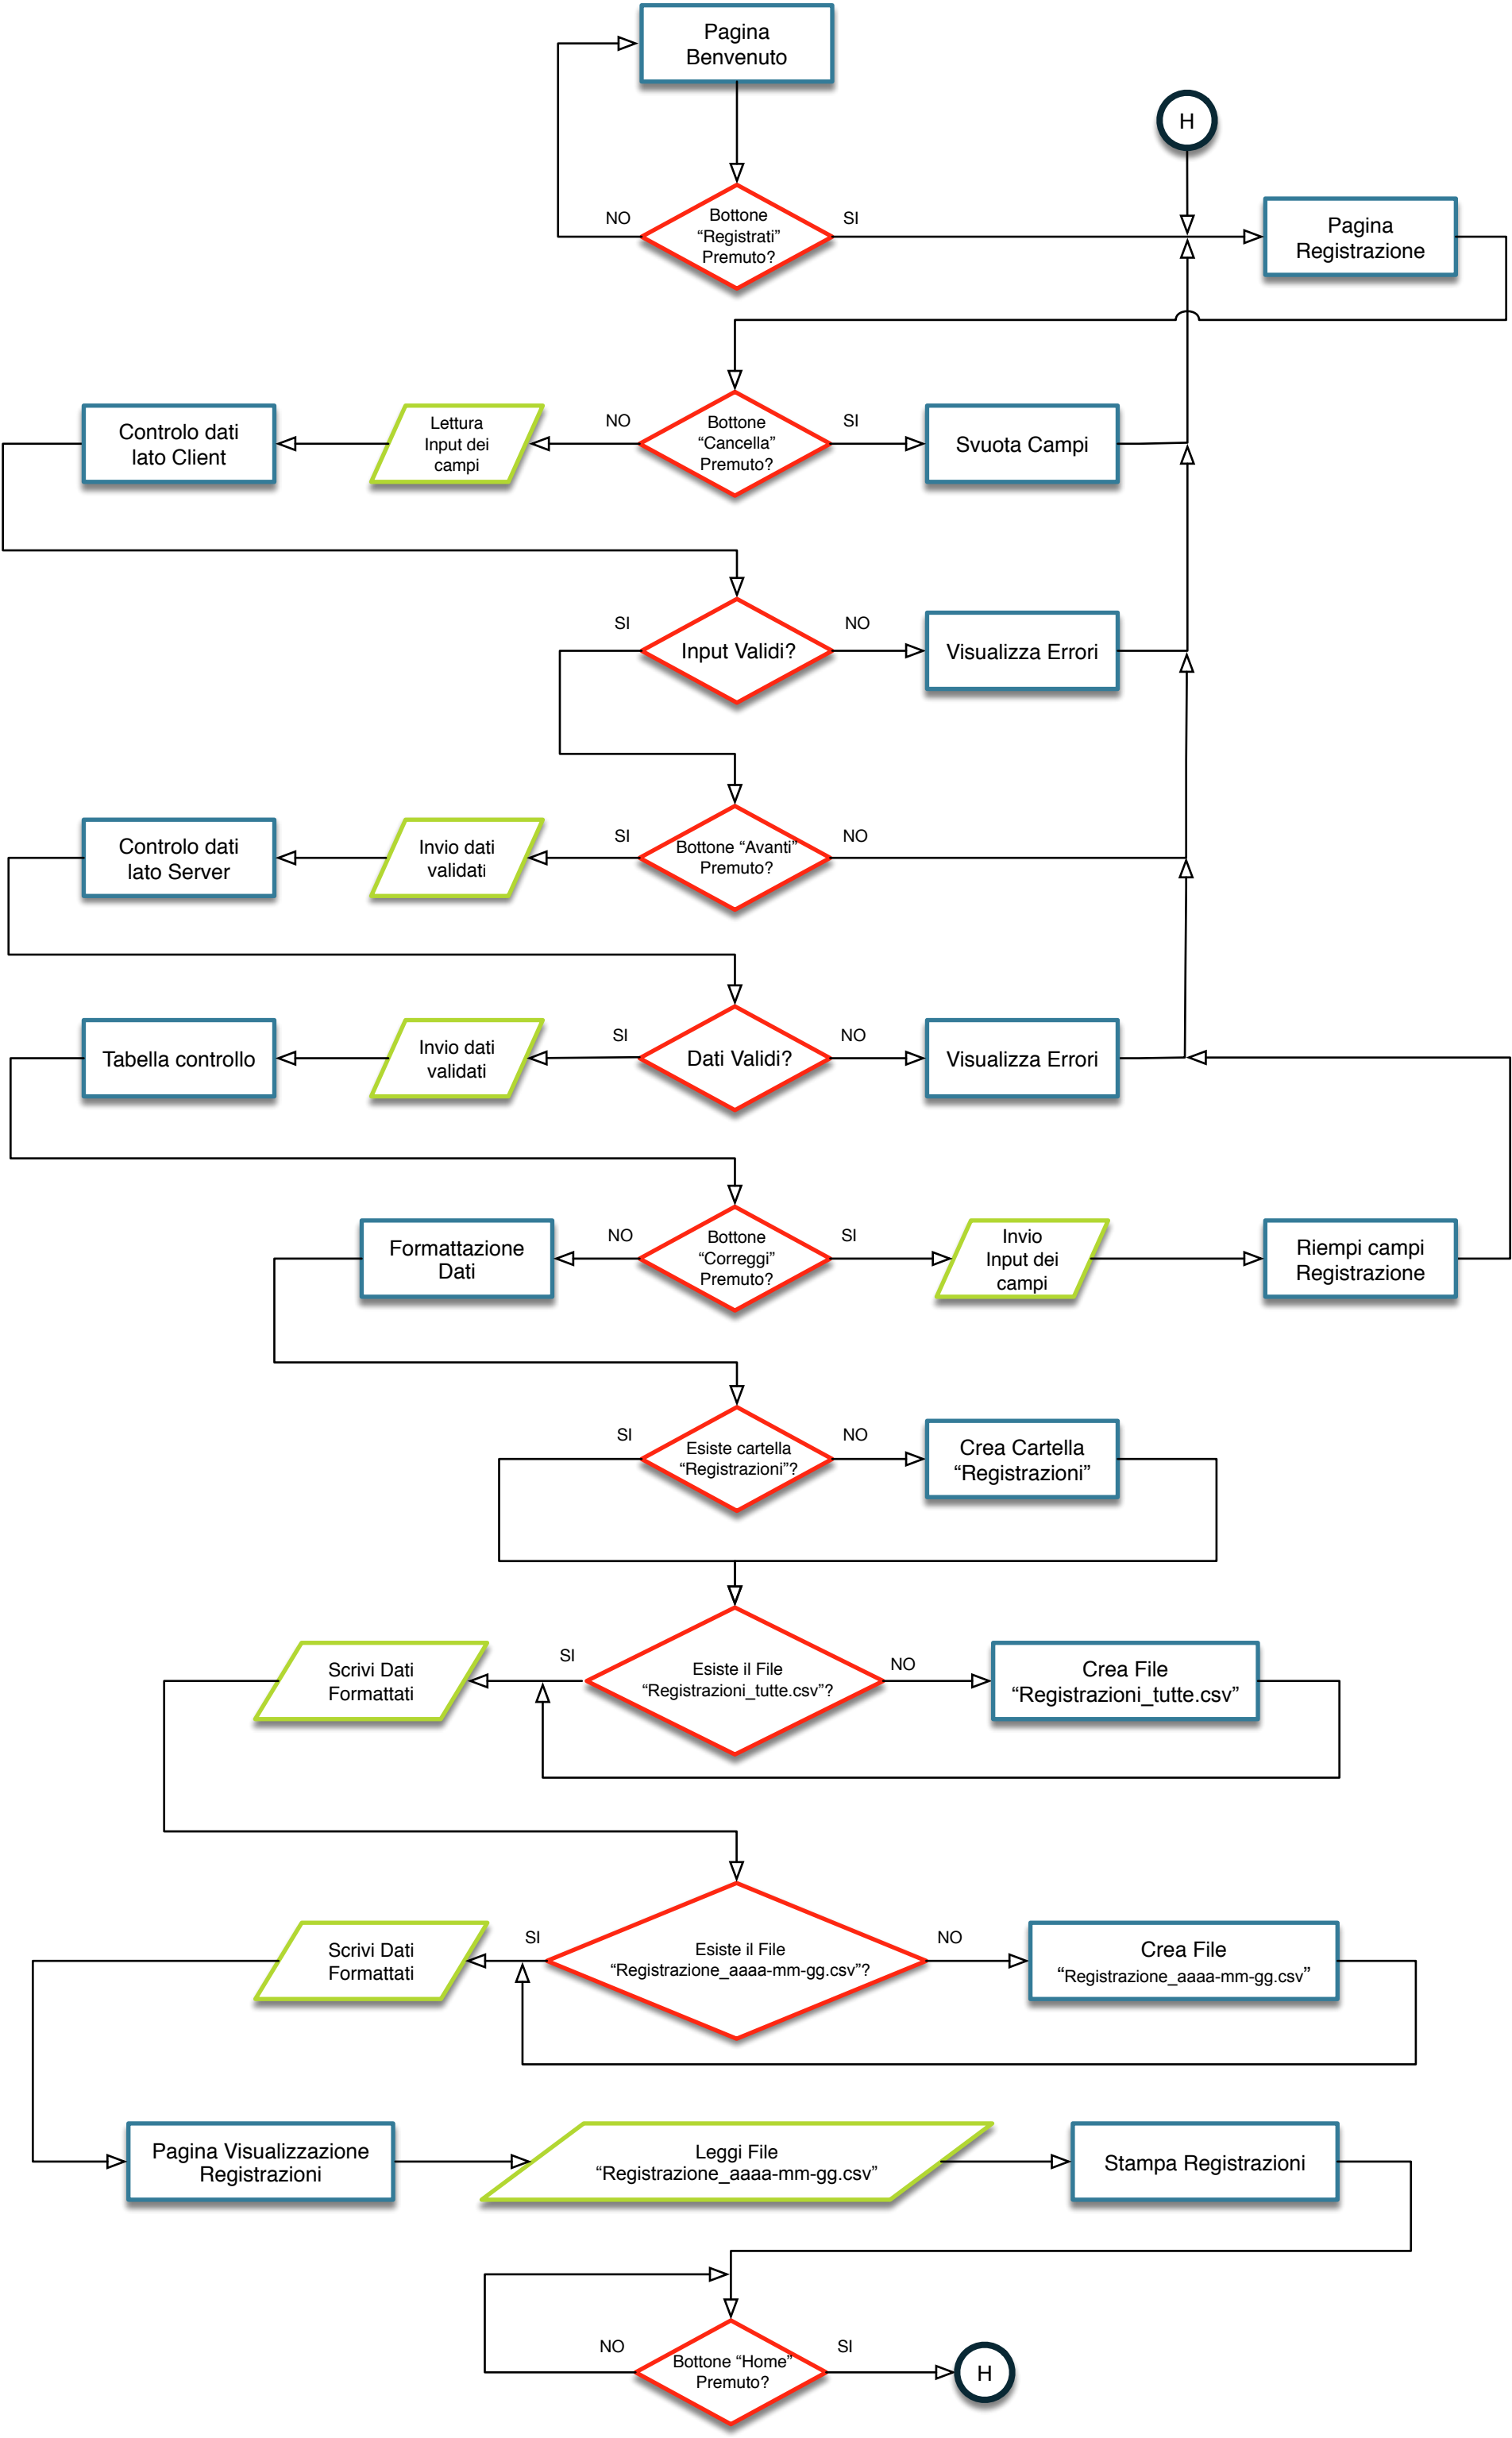 Pagina
Benvenuto
H
NO
Bottone
“Registrati”
Premuto?
SI
Pagina
Registrazione
Controlo dati
lato Client
Lettura
Input dei
campi
NO
Bottone
“Cancella”
Premuto?
SI
Svuota Campi
SI
Input Validi?
NO
Visualizza Errori
Controlo dati
lato Server
Invio dati
validati
SI
Bottone “Avanti”
Premuto?
NO
Tabella controllo
Invio dati
validati
SI
Dati Validi?
NO
Visualizza Errori
Formattazione
Dati
NO
Bottone
“Correggi”
Premuto?
SI
Invio
Input dei
campi
Riempi campi
Registrazione
SI
Esiste cartella
“Registrazioni”?
NO
Crea Cartella
“Registrazioni”
Scrivi Dati
Formattati
SI
Esiste il File
“Registrazioni_tutte.csv”?
NO
Crea File
“Registrazioni_tutte.csv”
Scrivi Dati
Formattati
SI
Esiste il File
“Registrazione_aaaa-mm-gg.csv”?
NO
Crea File
“Registrazione_aaaa-mm-gg.csv”
Pagina Visualizzazione
Registrazioni
Leggi File
“Registrazione_aaaa-mm-gg.csv”
Stampa Registrazioni
NO
Bottone “Home”
Premuto?
SI
H